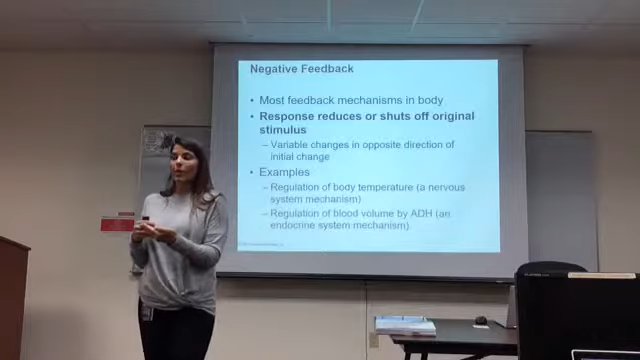 Negative Feedback
• Most feedback mechanisms in body
• Response reduces or shuts off original
stimulus
– Variable changes in opposite direction of
initial change
• Examples
– Regulation of body temperature (a nervous
system mechanism)
– Regulation of blood volume by ADH (an
endocrine system mechanism)